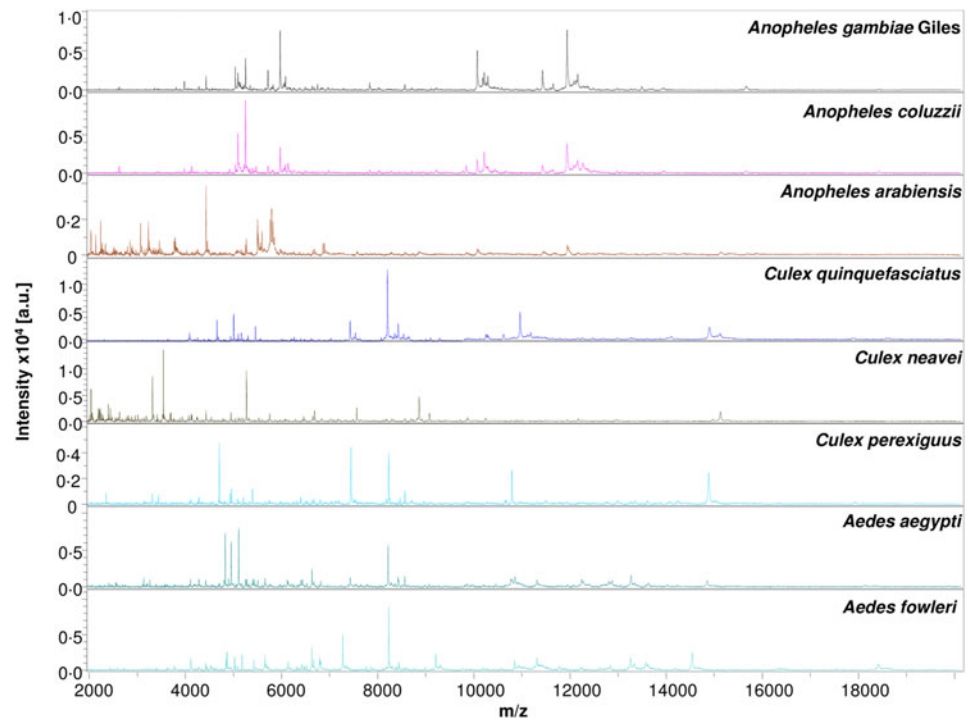 1·0
0·5
0·0
Anopheles gambiae Giles
0·5
0·0
Anopheles coluzzii
0·2
0
Anopheles arabiensis
1·0
0·5
0·0
Culex quinquefasciatus
1·0
0·5
0·0
Culex neavei
0·4
0·2
0·0
Culex perexiguus
0·5
0·0
Aedes aegypti
0·5
0·0
Aedes fowleri
Intensity x10⁴ [a.u.]
2000 4000 6000 8000 10000 12000 14000 16000 18000
m/z